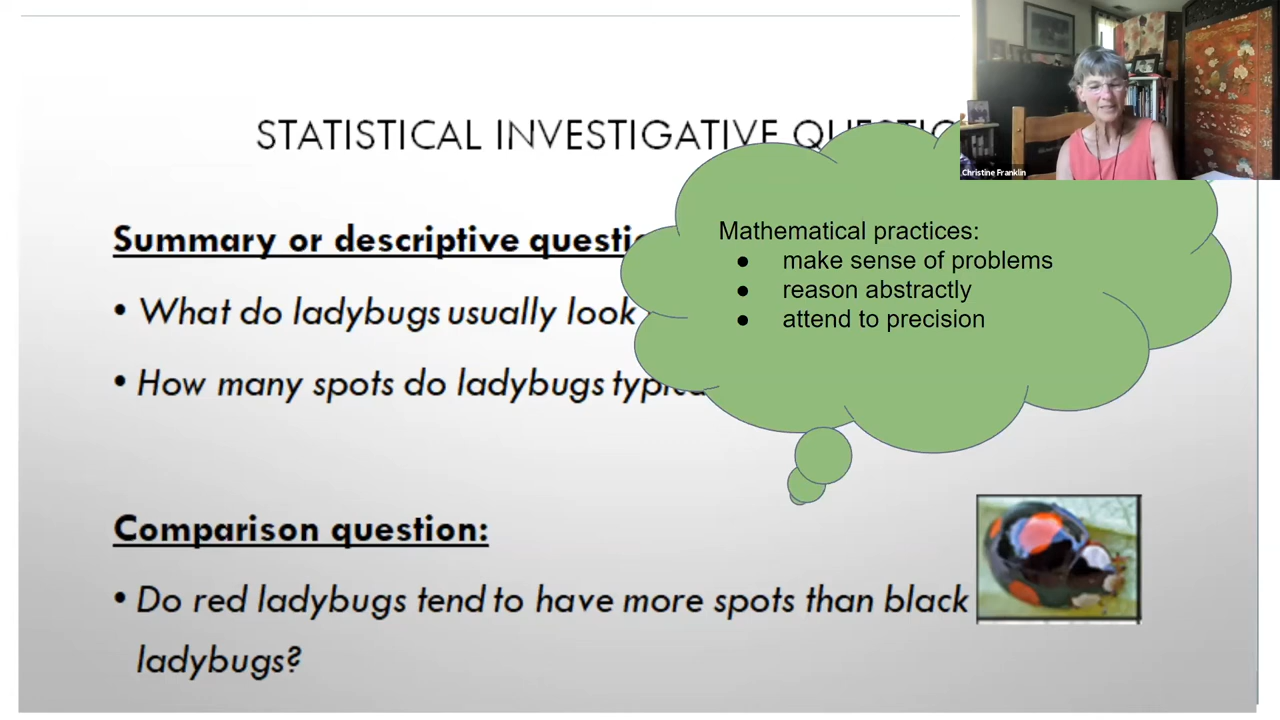 STATISTICAL INVESTIGATIVE
Christine Franklin
Summary or descriptive
Mathematical practices:
● make sense of problems
● reason abstractly
● attend to precision
• What do ladybugs usually look
• How many spots do ladybugs
Comparison question:
• Do red ladybugs tend to have more spots than black
ladybugs?